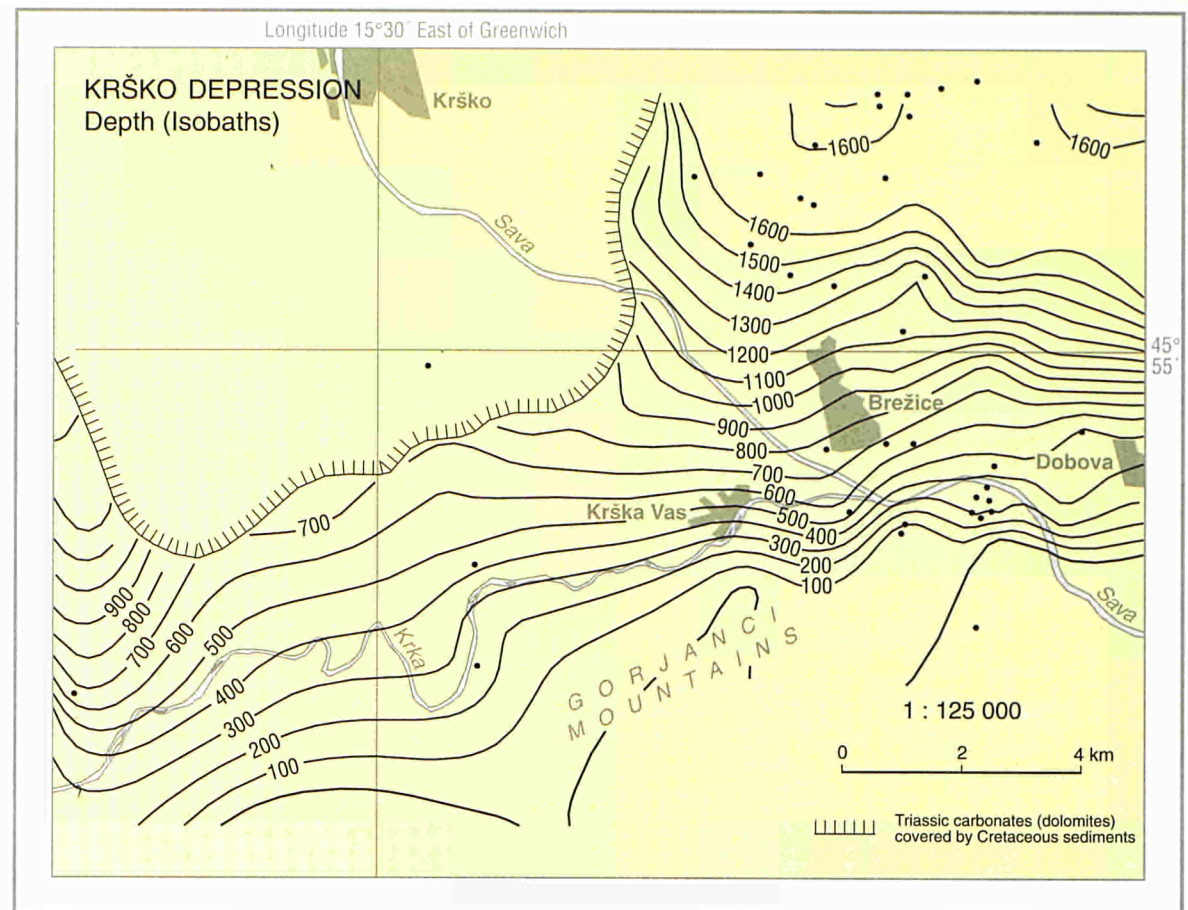 Longitude 15°30´ East of Greenwich
KRŠKO DEPRESSION
Depth (Isobaths)
Krško
1600
1600
Sava
1600
1500
1400
1300
1200
1100
1000
900
800
700
600
500
400
300
200
100
45°
55´
Brežice
Dobova
Krška Vas
700
900
800
700
600
500
400
300
200
100
Krka
Sava
GORJANCI
MOUNTAINS
1 : 125 000
0 2 4 km
Triassic carbonates (dolomites)
covered by Cretaceous sediments